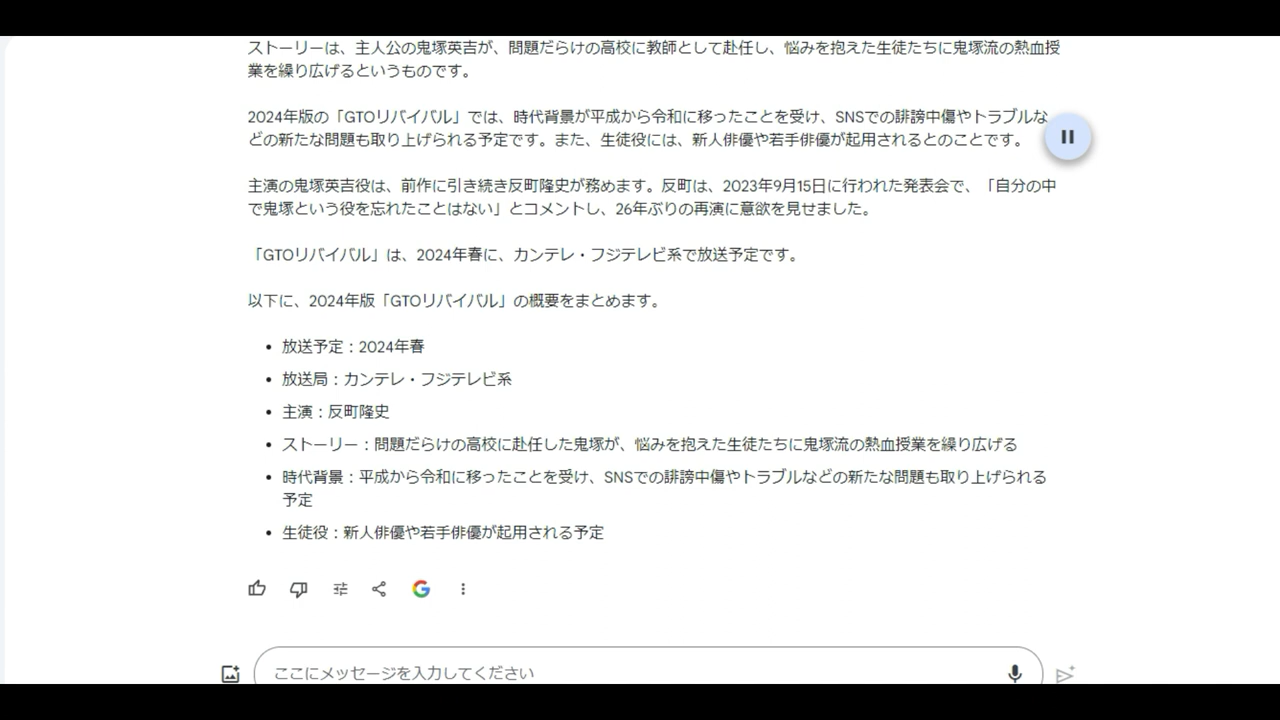 ストーリーは、主人公の鬼塚英吉が、問題だらけの高校に教師として赴任し、悩みを抱えた生徒たちに鬼塚流の熱血授
業を繰り広げるというものです。
2024年版の「GTOリバイバル」では、時代背景が平成から令和に移ったことを受け、SNSでの誹謗中傷やトラブルな
どの新たな問題も取り上げられる予定です。また、生徒役には、新人俳優や若手俳優が起用されるとのことです。
主演の鬼塚英吉役は、前作に引き続き反町隆史が務めます。反町は、2023年9月15日に行われた発表会で、「自分の中
で鬼塚という役を忘れたことはない」とコメントし、26年ぶりの再演に意欲を見せました。
「GTOリバイバル」は、2024年春に、カンテレ・フジテレビ系で放送予定です。
以下に、2024年版「GTOリバイバル」の概要をまとめます。
• 放送予定：2024年春
• 放送局：カンテレ・フジテレビ系
• 主演：反町隆史
• ストーリー：問題だらけの高校に赴任した鬼塚が、悩みを抱えた生徒たちに鬼塚流の熱血授業を繰り広げる
• 時代背景：平成から令和に移ったことを受け、SNSでの誹謗中傷やトラブルなどの新たな問題も取り上げられる
予定
• 生徒役：新人俳優や若手俳優が起用される予定
ここにメッセージを入力してください